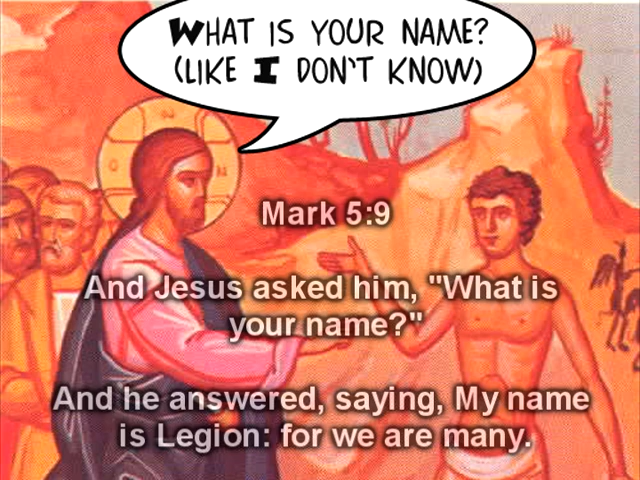 WHAT IS YOUR NAME?
(LIKE I DON'T KNOW)
Mark 5:9
And Jesus asked him, "What is
your name?"
And he answered, saying, My name
is Legion: for we are many.